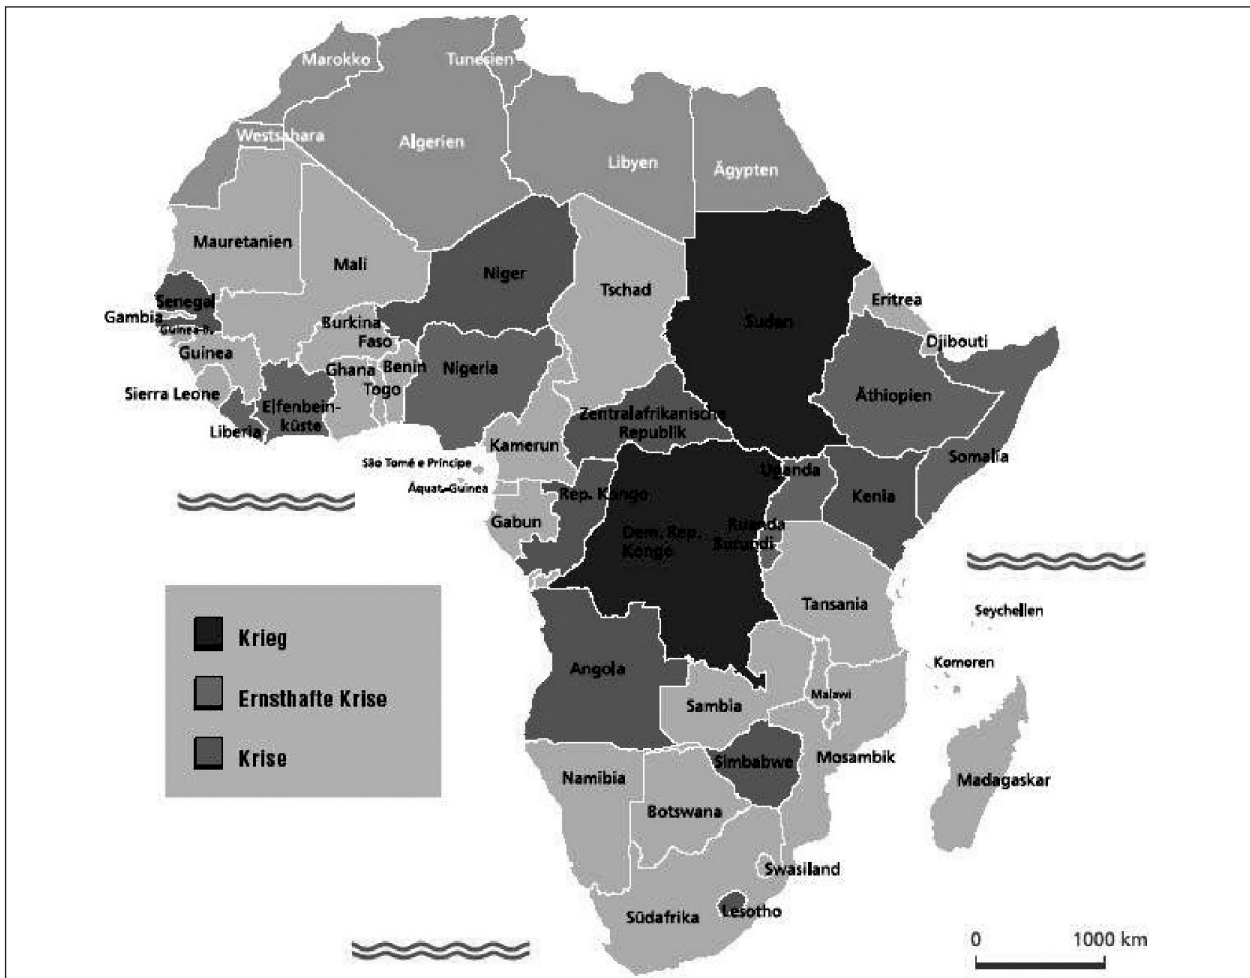 Marokko
Tunesien
Westsahara
Algerien
Libyen
Ägypten
Mauretanien
Mali
Niger
Tschad
Sudan
Eritrea
Senegal
Gambia
Guinea-B.
Burkina
Faso
Djibouti
Guinea
Ghana
Benin
Togo
Nigeria
Äthiopien
Sierra Leone
Elfenbein-
küste
Liberia
Zentralafrikanische
Republik
Kamerun
Somalia
São Tomé e Príncipe
Uganda
Äquat.-Guinea
Rep. Kongo
Kenia
Gabun
Dem. Rep.
Kongo
Ruanda
Burundi
Tansania
Seychellen
Krieg
Ernsthafte Krise
Krise
Angola
Komoren
Sambia
Malawi
Simbabwe
Mosambik
Namibia
Madagaskar
Botswana
Swasiland
Südafrika
Lesotho
0 1000 km